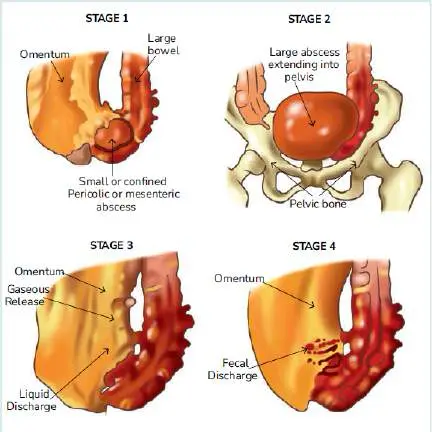 STAGE 1
Large
bowel
Omentum
Small or confined
Pericolic or mesenteric
abscess
STAGE 2
Large abscess
extending into
pelvis
Pelvic bone
STAGE 3
Omentum
Gaseous
Release
Liquid
Discharge
STAGE 4
Omentum
Fecal
Discharge